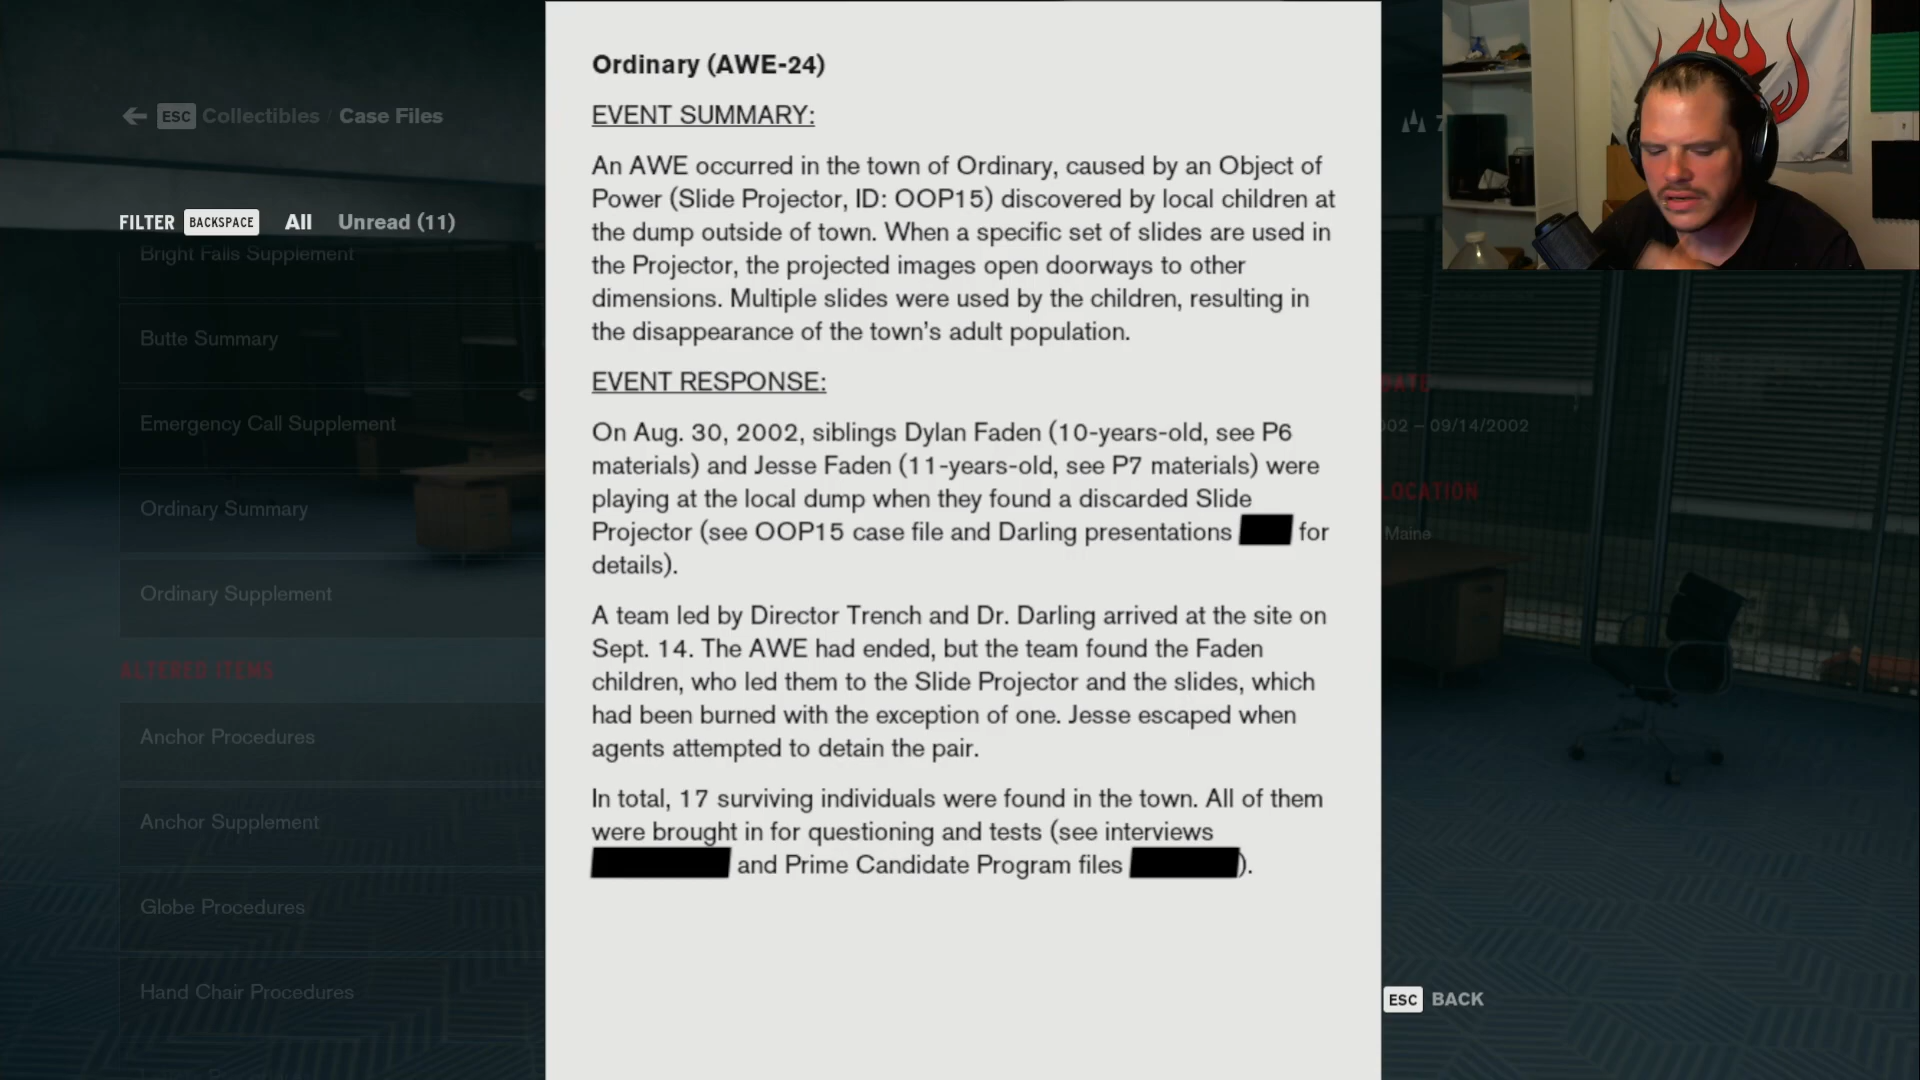 Ordinary (AWE-24)
EVENT SUMMARY:
An AWE occurred in the town of Ordinary, caused by an Object of
Power (Slide Projector, ID: OOP15) discovered by local children at
the dump outside of town. When a specific set of slides are used in
the Projector, the projected images open doorways to other
dimensions. Multiple slides were used by the children, resulting in
the disappearance of the town's adult population.
EVENT RESPONSE:
On Aug. 30, 2002, siblings Dylan Faden (10-years-old, see P6
materials) and Jesse Faden (11-years-old, see P7 materials) were
playing at the local dump when they found a discarded Slide
Projector (see OOP15 case file and Darling presentations for
details).
A team led by Director Trench and Dr. Darling arrived at the site on
Sept. 14. The AWE had ended, but the team found the Faden
children, who led them to the Slide Projector and the slides, which
had been burned with the exception of one. Jesse escaped when
agents attempted to detain the pair.
In total, 17 surviving individuals were found in the town. All of them
were brought in for questioning and tests (see interviews
and Prime Candidate Program files ).
ESC Collectibles / Case Files
FILTER BACKSPACE All Unread (11)
Bright Falls Supplement
Butte Summary
Emergency Call Supplement
Ordinary Summary
Ordinary Supplement
ALTERED ITEMS
Anchor Procedures
Anchor Supplement
Globe Procedures
Hand Chair Procedures
DATE
002 – 09/14/2002
LOCATION
Maine
ESC BACK